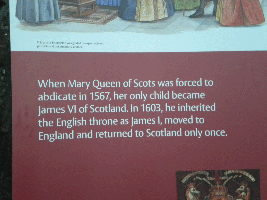 When Mary Queen of Scots was forced to
abdicate in 1567, her only child became
James VI of Scotland. In 1603, he inherited
the English throne as James I, moved to
England and returned to Scotland only once.